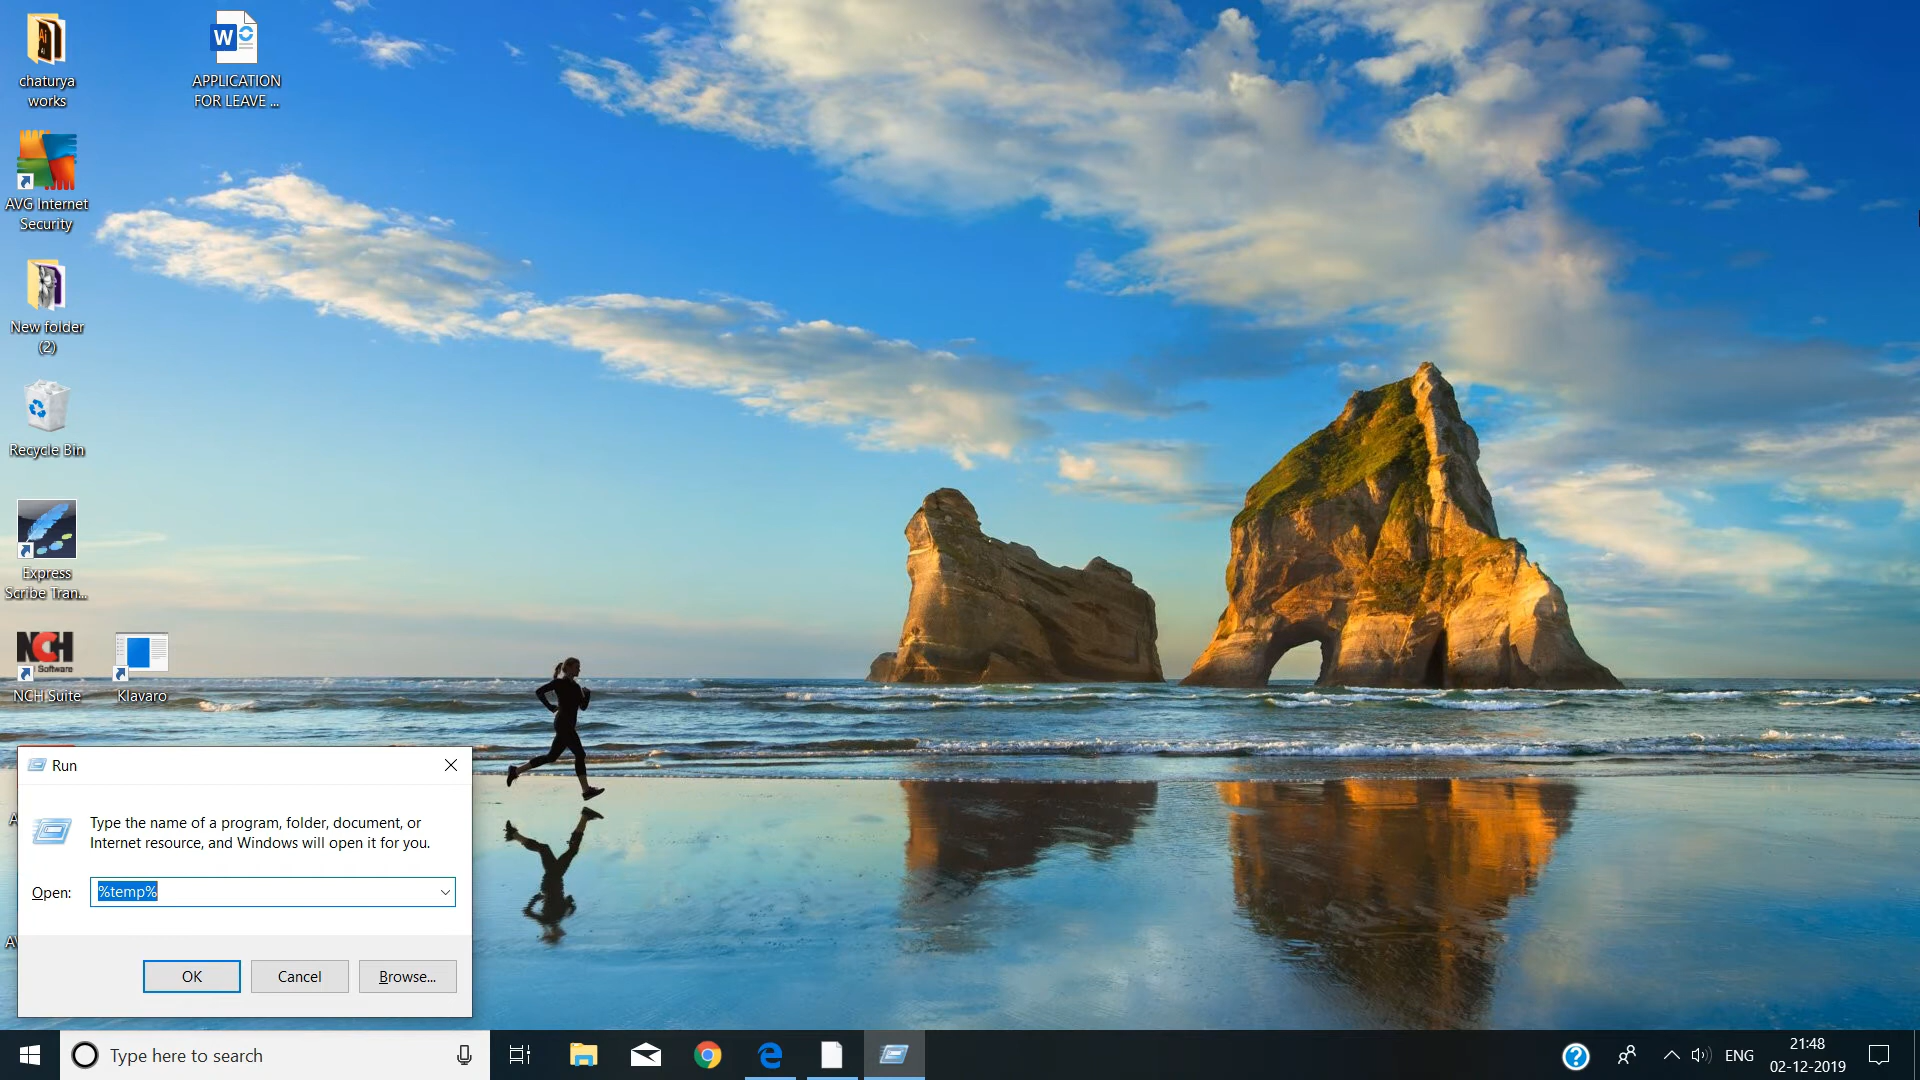 chaturya
works
APPLICATION
FOR LEAVE ...
AVG Internet
Security
New folder
(2)
Recycle Bin
Express
Scribe Tran...
NCH
Software
NCH Suite
Klavaro
Run
Type the name of a program, folder, document, or
Internet resource, and Windows will open it for you.
Open:
%temp%
OK
Cancel
Browse...
Type here to search
ENG
21:48
02-12-2019